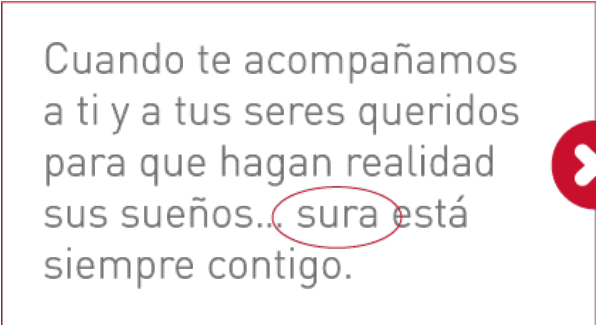 Cuando te acompañamos
a ti y a tus seres queridos
para que hagan realidad
sus sueños... sura está
siempre contigo.